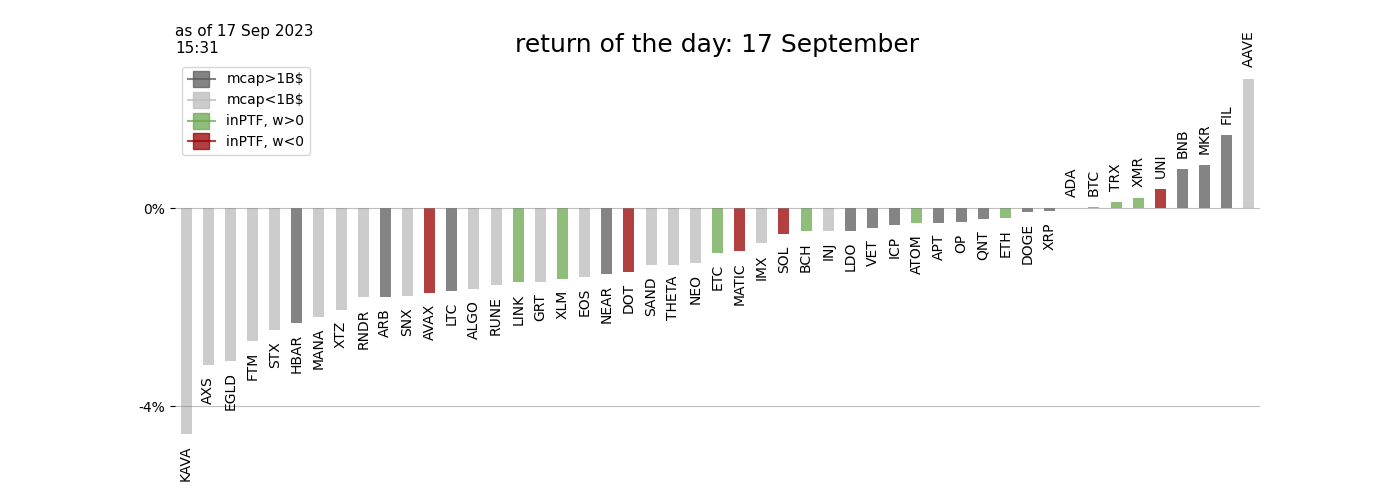 as of 17 Sep 2023
15:31
return of the day: 17 September
mcap>1B$
mcap<1B$
inPTF, w>0
inPTF, w<0
0%
-4%
KAVA
AXS
EGLD
FTM
STX
HBAR
MANA
XTZ
RNDR
ARB
SNX
AVAX
LTC
ALGO
RUNE
LINK
GRT
XLM
EOS
NEAR
DOT
SAND
THETA
NEO
ETC
MATIC
IMX
SOL
BCH
INJ
LDO
VET
ICP
ATOM
APT
OP
QNT
ETH
DOGE
XRP
ADA
BTC
TRX
XMR
UNI
BNB
MKR
FIL
AAVE